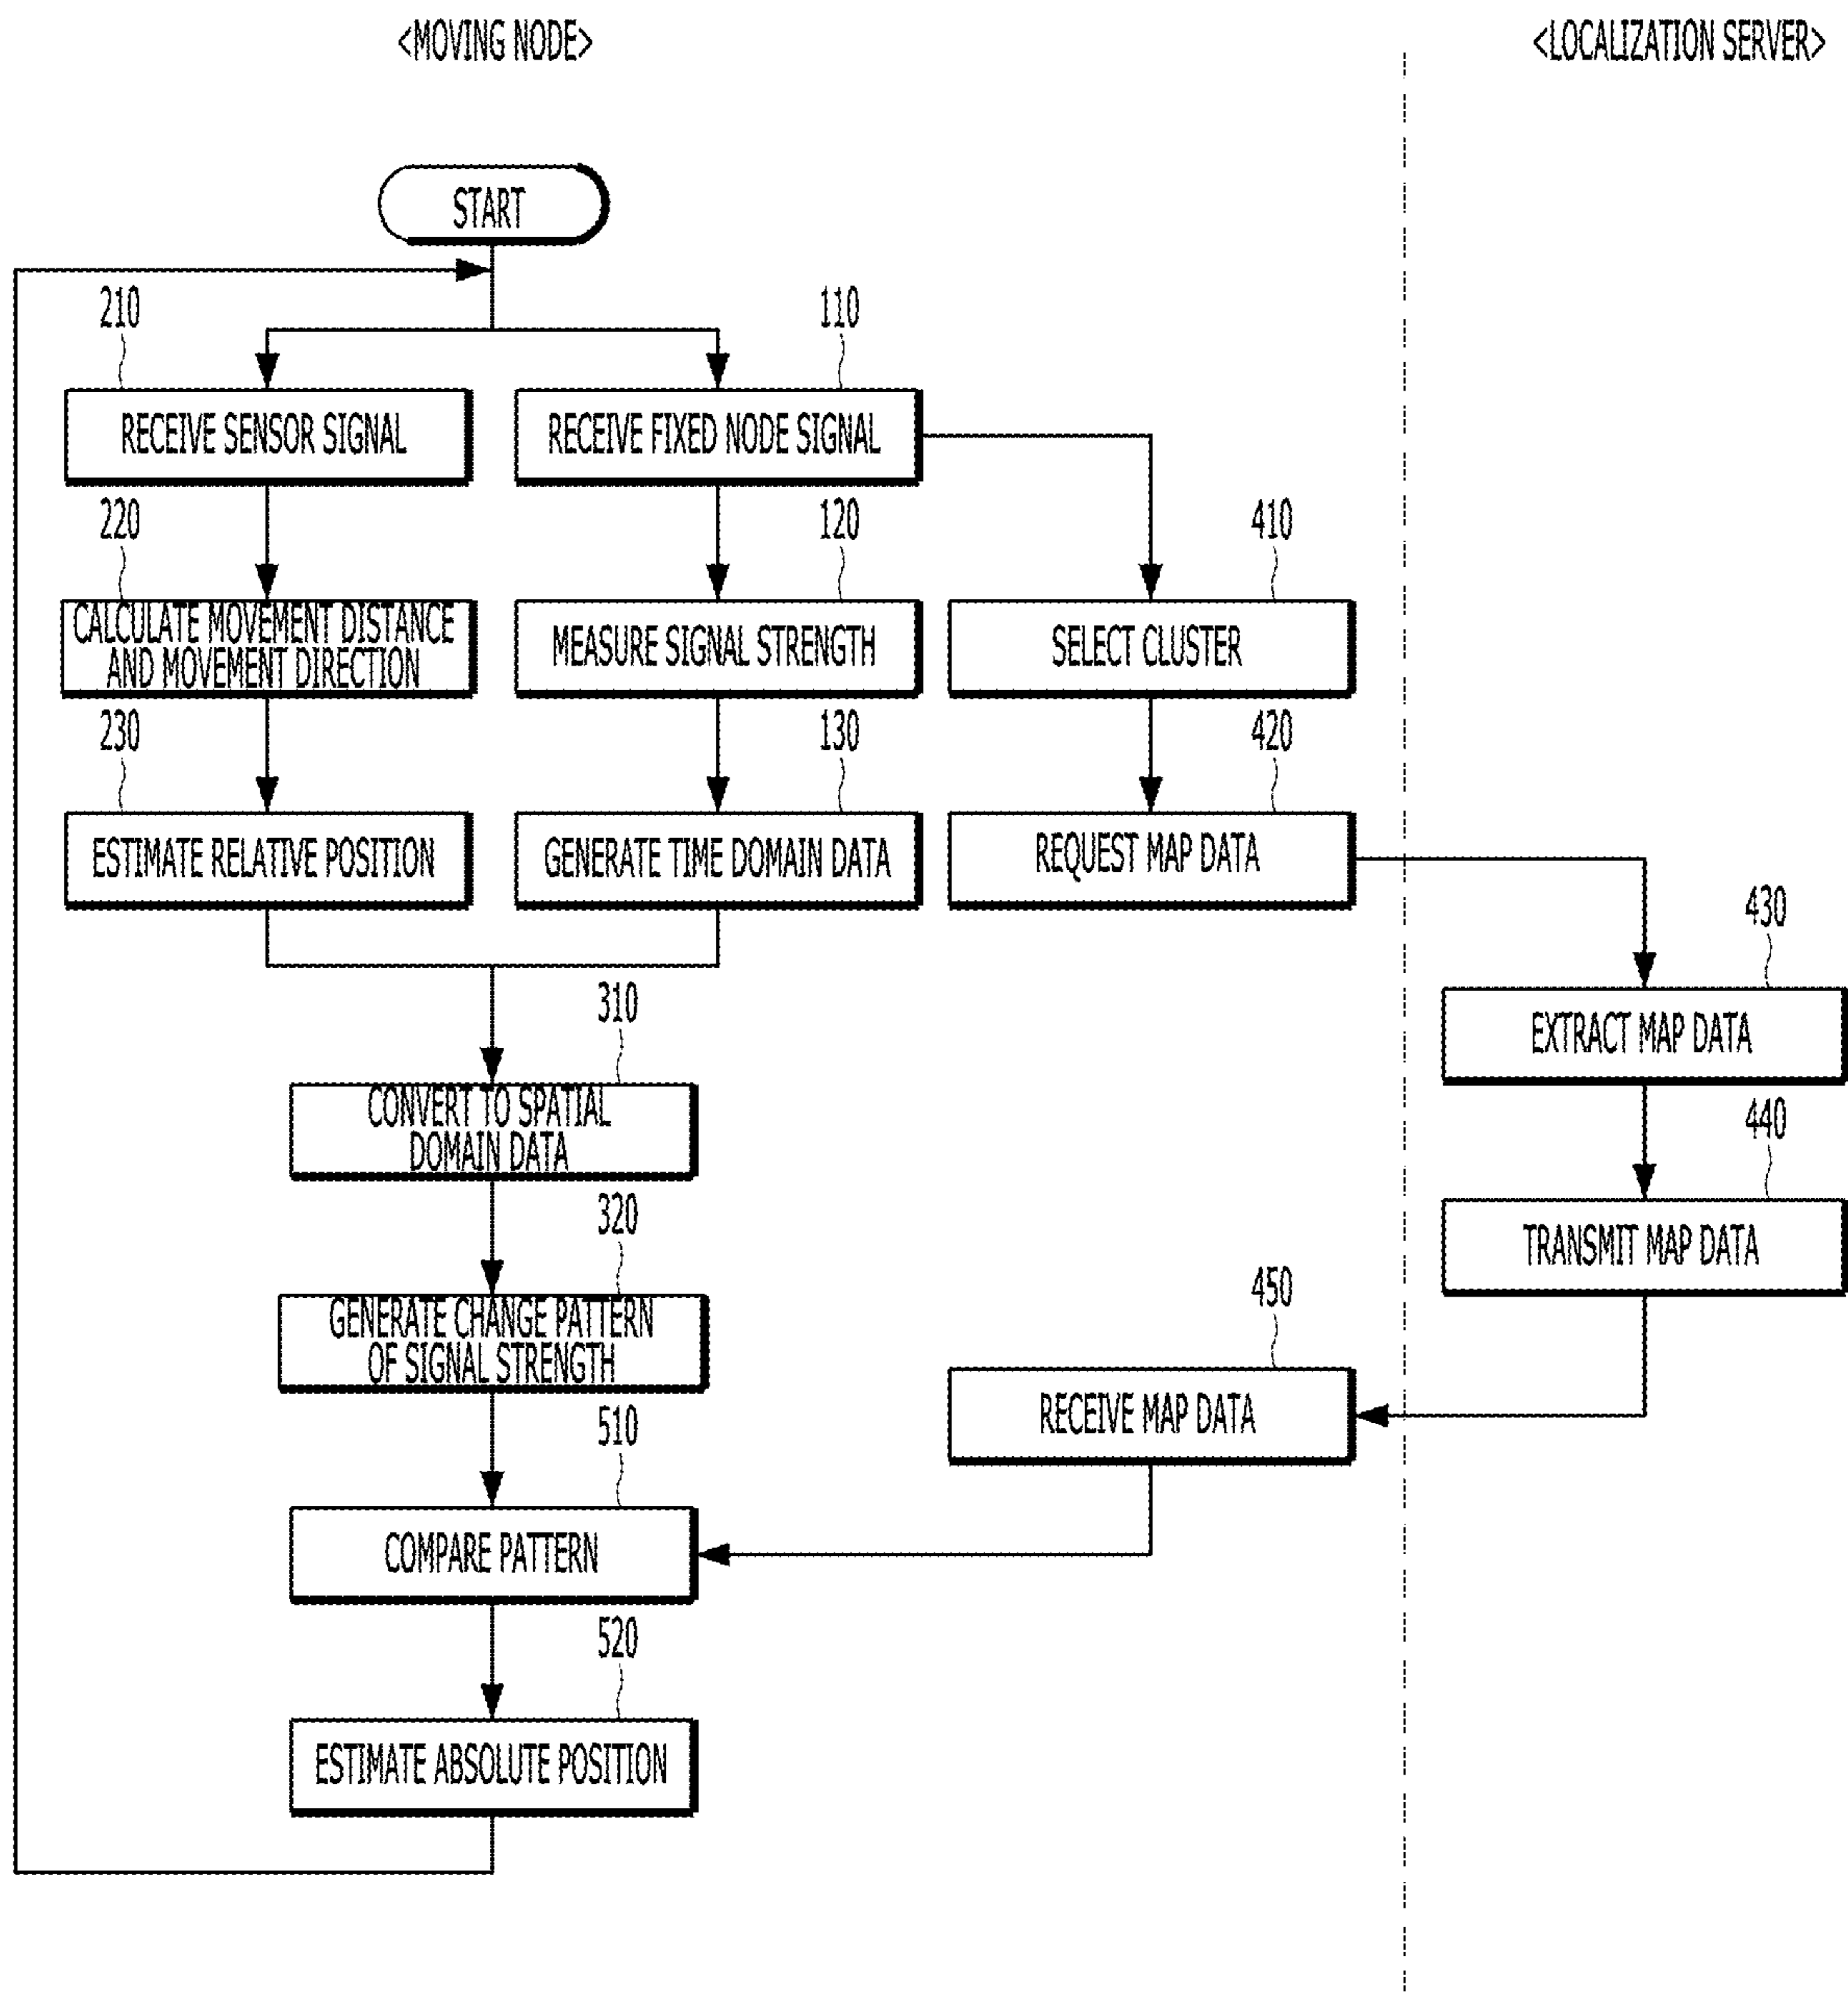 <MOVING NODE>
<LOCALIZATION SERVER>
START
210
110
RECEIVE SENSOR SIGNAL
RECEIVE FIXED NODE SIGNAL
220
120
410
CALCULATE MOVEMENT DISTANCE
AND MOVEMENT DIRECTION
MEASURE SIGNAL STRENGTH
SELECT CLUSTER
230
130
420
ESTIMATE RELATIVE POSITION
GENERATE TIME DOMAIN DATA
REQUEST MAP DATA
430
EXTRACT MAP DATA
310
CONVERT TO SPATIAL
DOMAIN DATA
440
TRANSMIT MAP DATA
320
GENERATE CHANGE PATTERN
OF SIGNAL STRENGTH
450
RECEIVE MAP DATA
510
COMPARE PATTERN
520
ESTIMATE ABSOLUTE POSITION